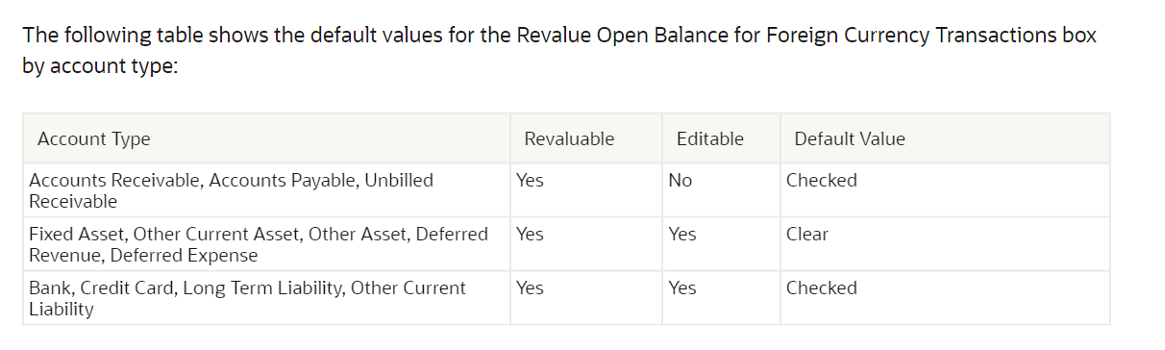 The following table shows the default values for the Revalue Open Balance for Foreign Currency Transactions box
by account type:
Account Type Revaluable Editable Default Value
Accounts Receivable, Accounts Payable, Unbilled Yes No Checked
Receivable
Fixed Asset, Other Current Asset, Other Asset, Deferred Yes Yes Clear
Revenue, Deferred Expense
Bank, Credit Card, Long Term Liability, Other Current Yes Yes Checked
Liability